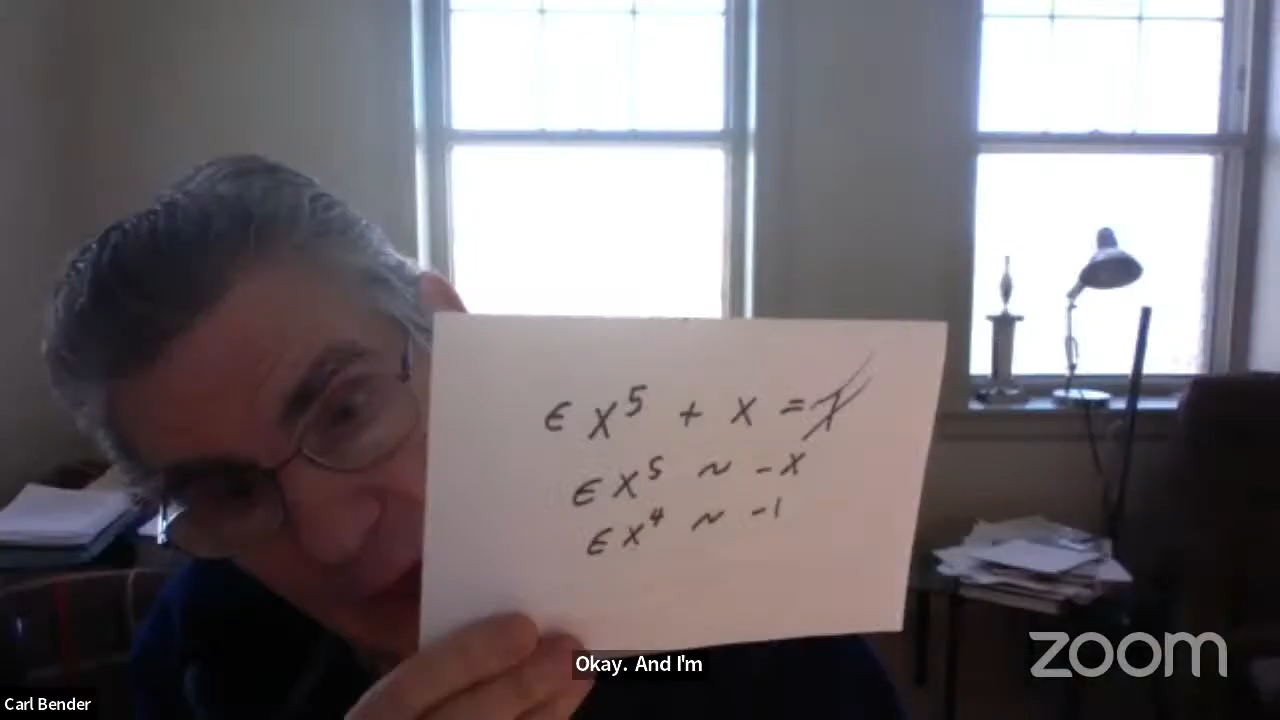 ϵ x⁵ + x = 1
ϵ x⁵ ~ -x
ϵ x⁴ ~ -1
Okay. And I'm
zoom
Carl Bender